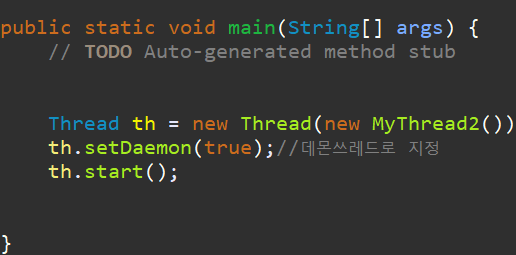 public static void main(String[] args) {
// TODO Auto-generated method stub
Thread th = new Thread(new MyThread2())
th.setDaemon(true);//데몬쓰레드로 지정
th.start();
}